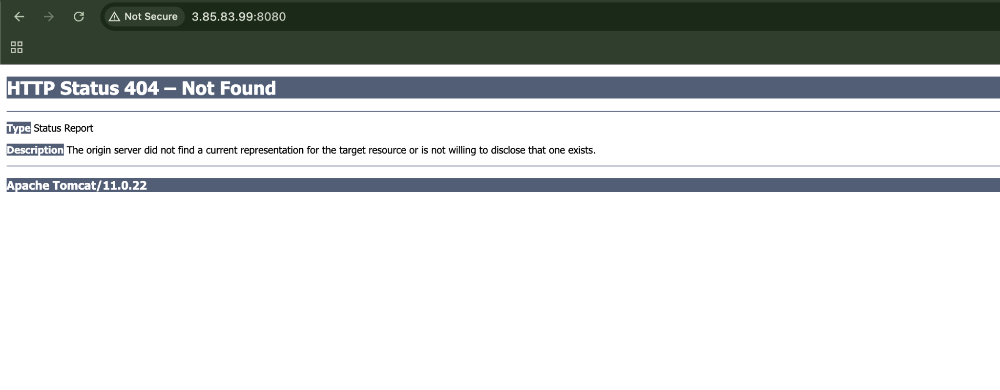 Not Secure 3.85.83.99:8080
HTTP Status 404 – Not Found
Type Status Report
Description The origin server did not find a current representation for the target resource or is not willing to disclose that one exists.
Apache Tomcat/11.0.22